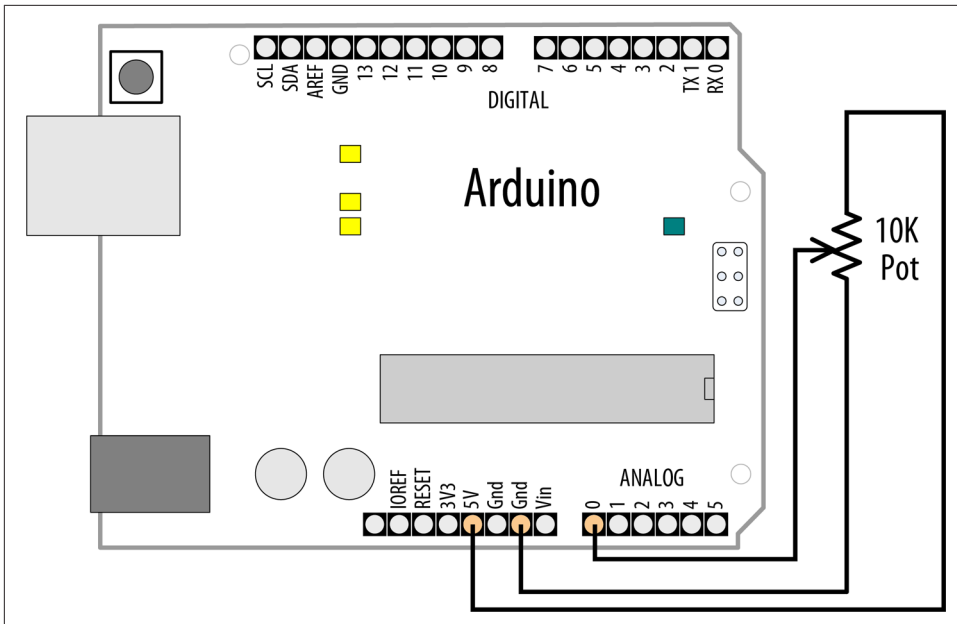 SCL
SDA
AREF
GND
13
12
11
10
9
8
7
6
5
4
3
2
TX 1
RX 0
DIGITAL
Arduino
10K
Pot
ANALOG
IOREF
RESET
3V3
5V
Gnd
Gnd
Vin
0
1
2
3
4
5